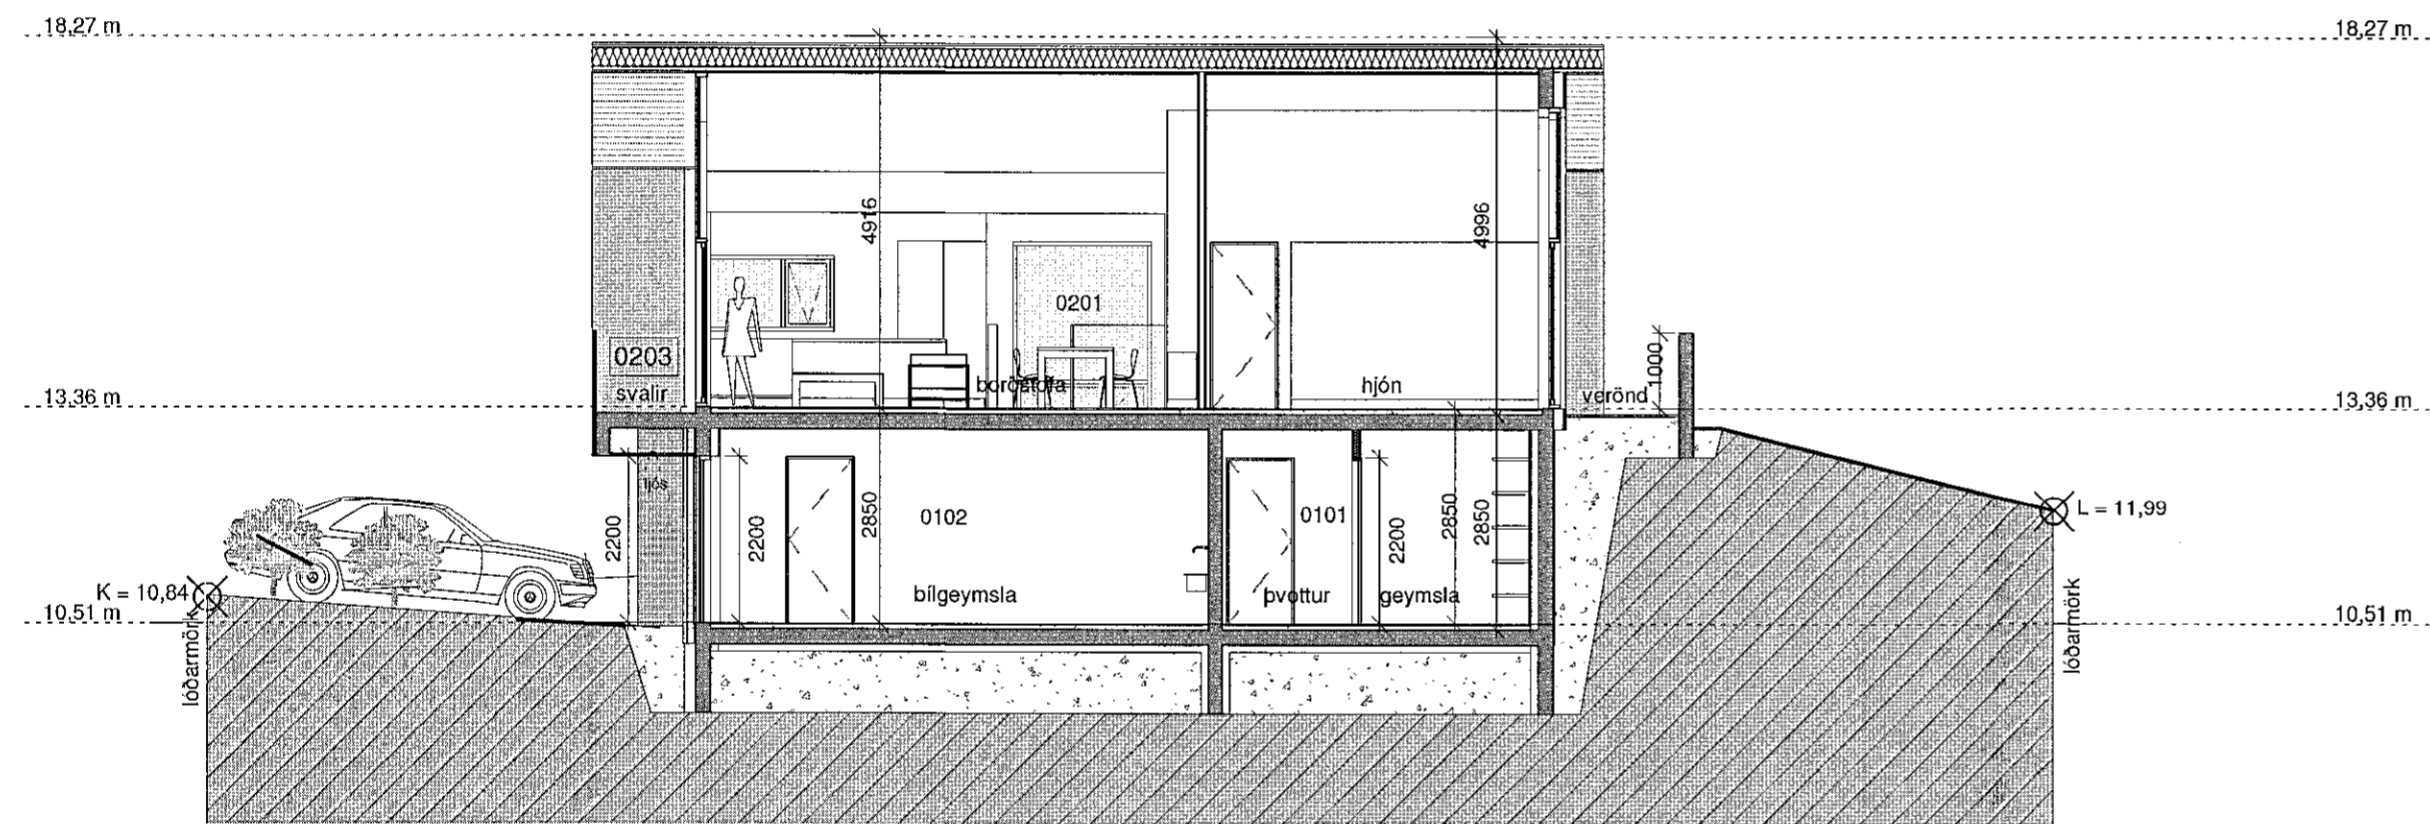 18,27 m
18,27 m
4916
4996
0201
0203
svalir
borðstofa
hjón
1000
verönd
13,36 m
13,36 m
ljós
2200
2200
2850
0102
0101
2200
2850
2850
L = 11,99
K = 10,84
bílgeymsla
þvottur
geymsla
10,51 m
10,51 m
lóðarmörk
lóðarmörk